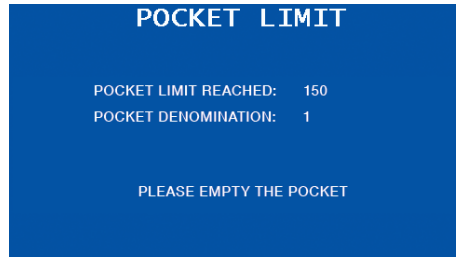 POCKET LIMIT
POCKET LIMIT REACHED: 150
POCKET DENOMINATION: 1
PLEASE EMPTY THE POCKET